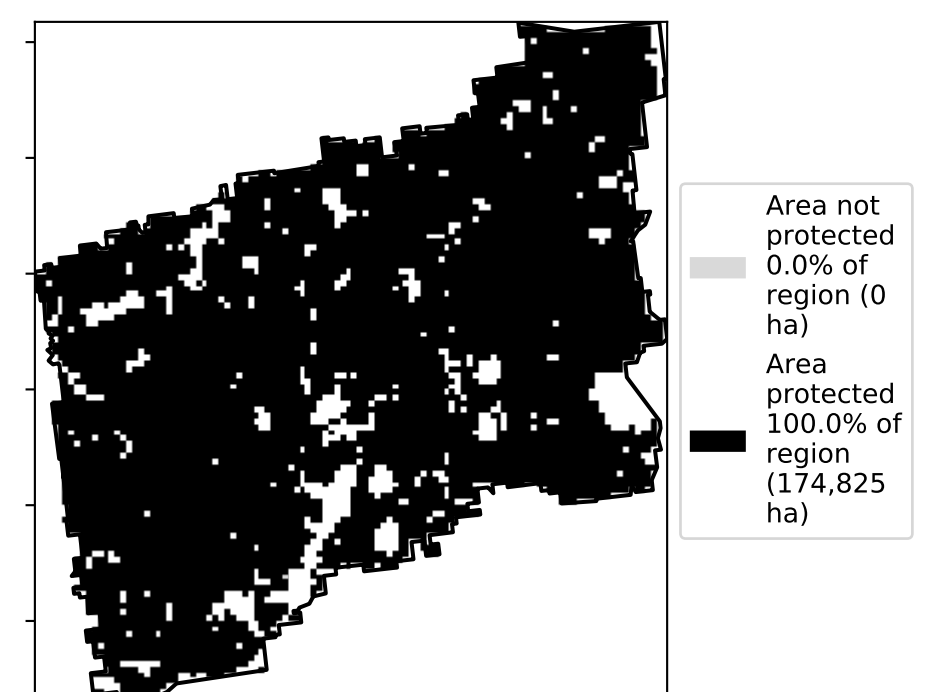 Area not
protected
0.0% of
region (0
ha)
Area
protected
100.0% of
region
(174,825
ha)